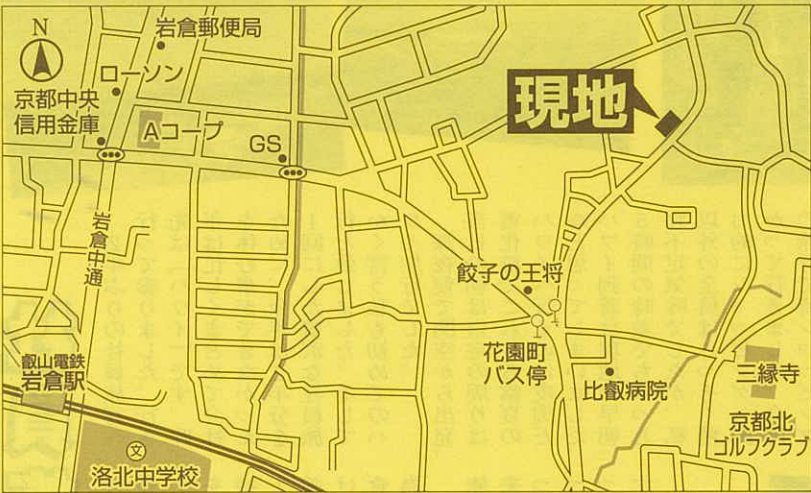 N
岩倉郵便局
ローソン
京都中央
信用金庫
Aコープ
GS
現地
岩倉中通
餃子の王将
花園町
バス停
比叡病院
三縁寺
京都北
ゴルフクラブ
叡山電鉄
岩倉駅
文
洛北中学校